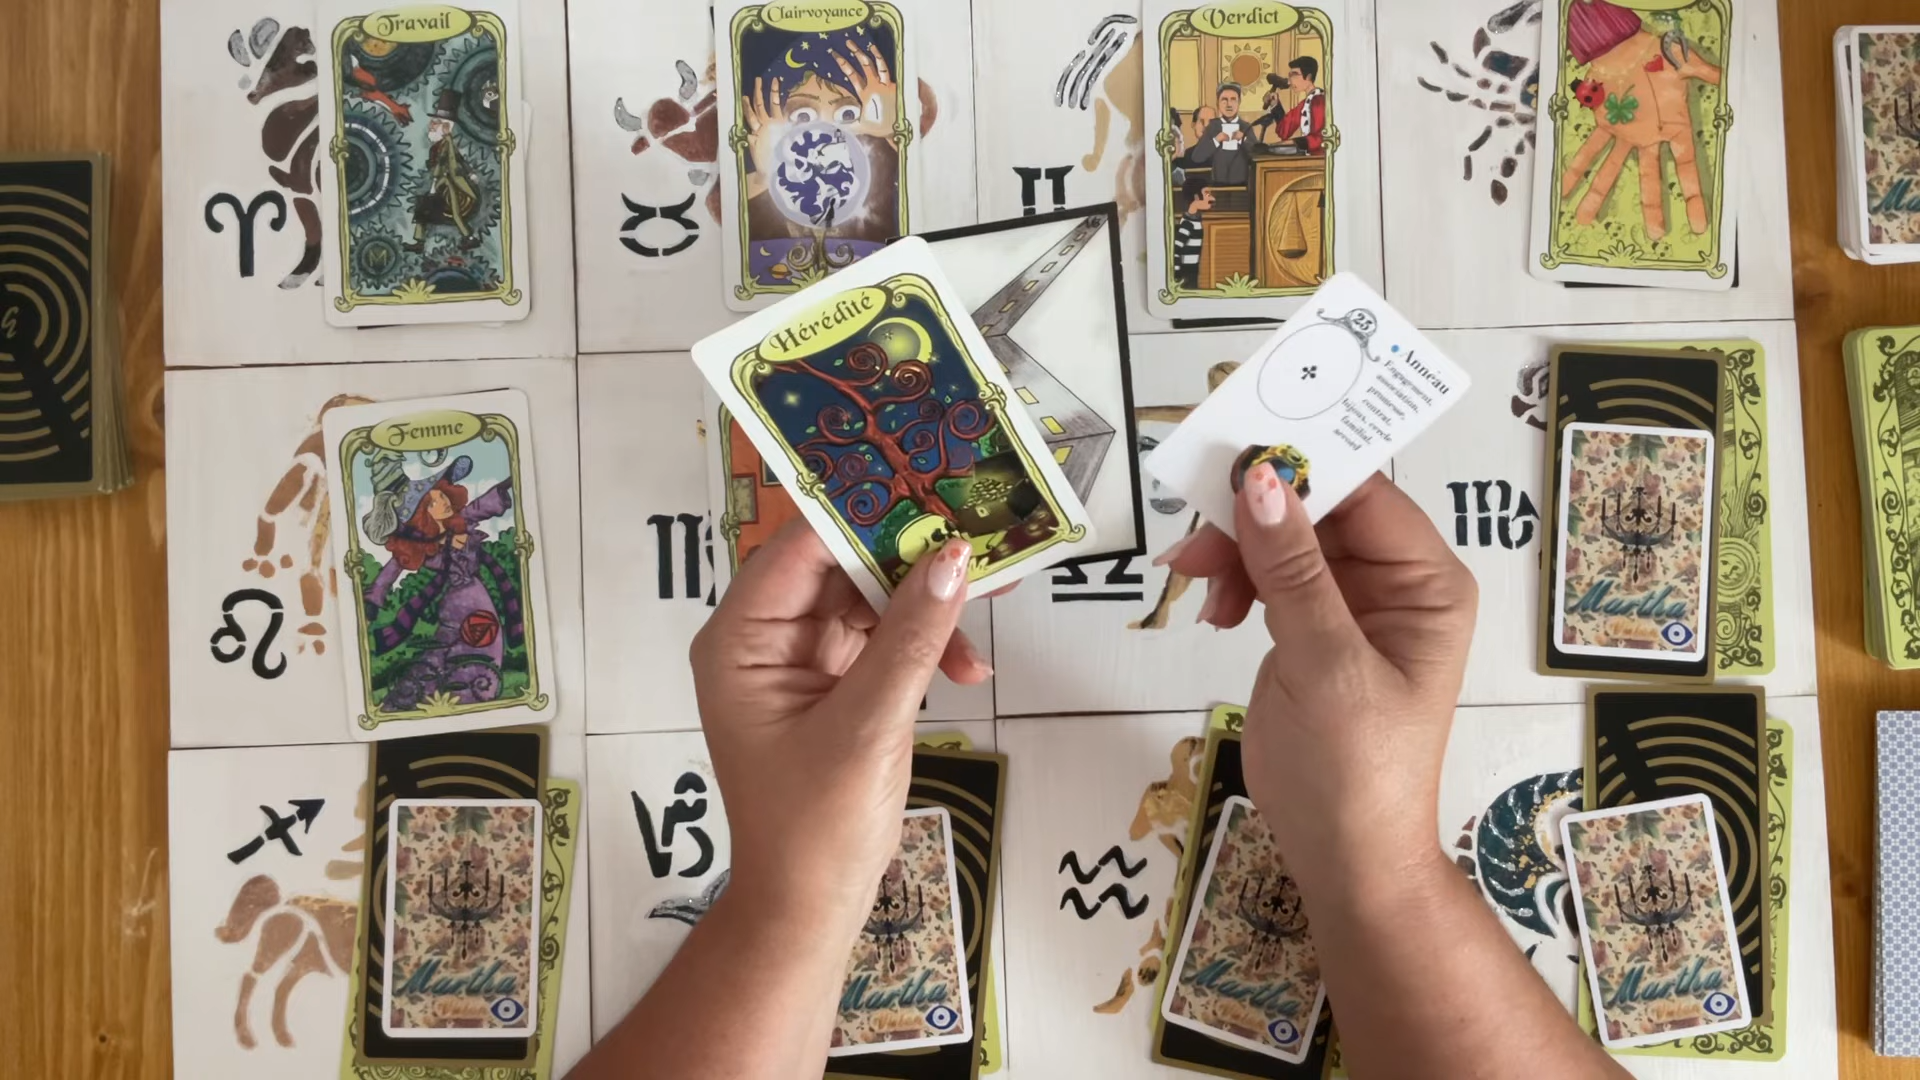 Travail
Clairvoyance
Verdict
M
Hérédité
25
Anneau
Engagement,
association,
promesse,
contrat,
bijoux, cercle
familial,
accord
Femme
Martha
Martha
Martha
Martha
Martha